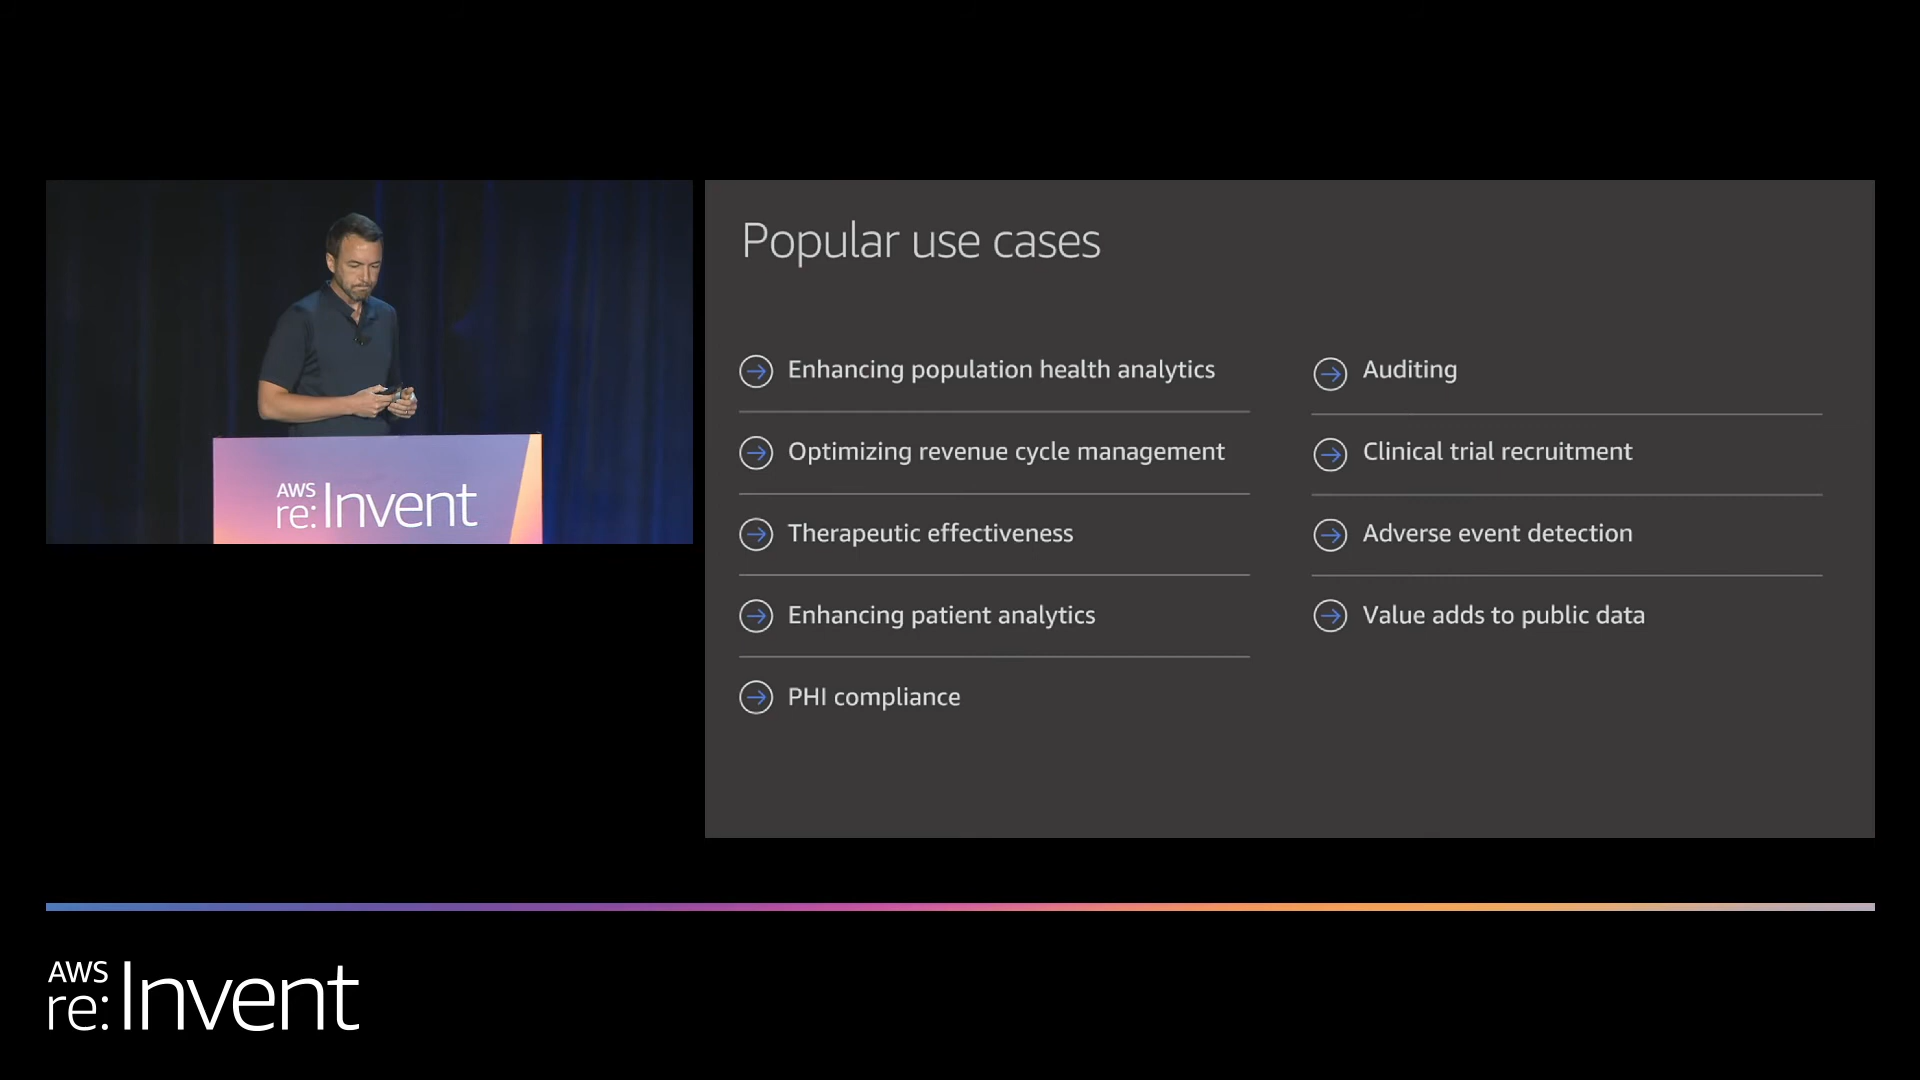 AWS
re:Invent
Popular use cases
Enhancing population health analytics
Optimizing revenue cycle management
Therapeutic effectiveness
Enhancing patient analytics
PHI compliance
Auditing
Clinical trial recruitment
Adverse event detection
Value adds to public data
AWS
re:Invent